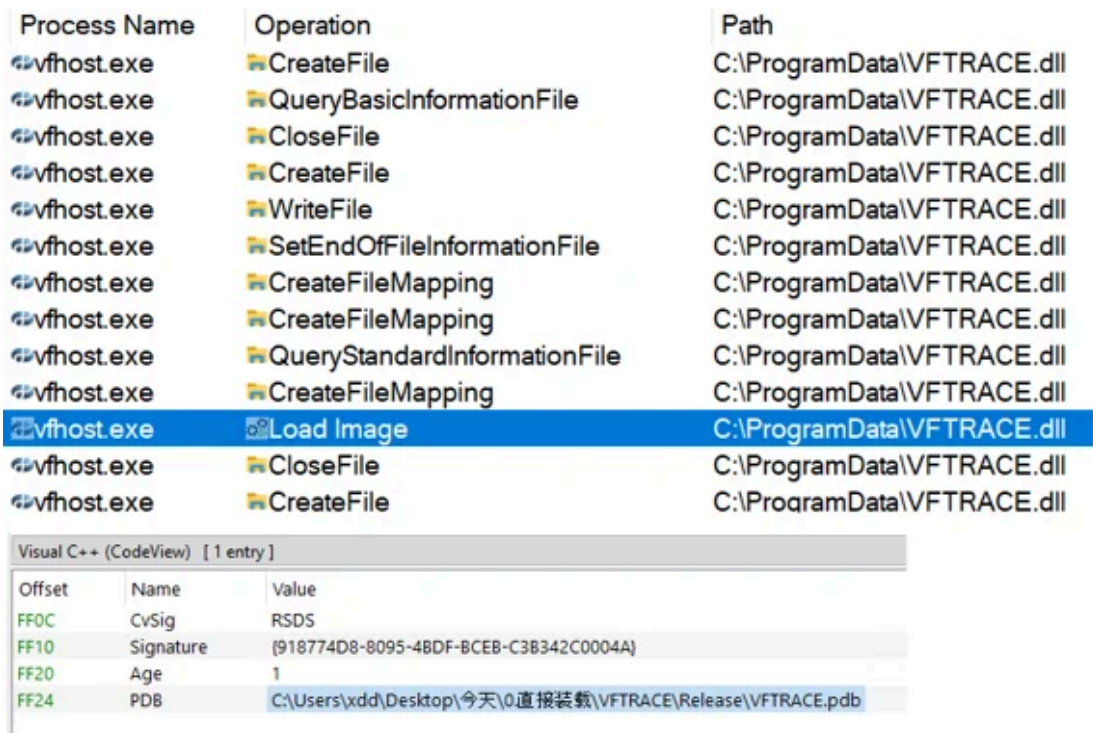 Process Name Operation Path
vfhost.exe CreateFile C:\ProgramData\VFTRACE.dll
vfhost.exe QueryBasicInformationFile C:\ProgramData\VFTRACE.dll
vfhost.exe CloseFile C:\ProgramData\VFTRACE.dll
vfhost.exe CreateFile C:\ProgramData\VFTRACE.dll
vfhost.exe WriteFile C:\ProgramData\VFTRACE.dll
vfhost.exe SetEndOfFileInformationFile C:\ProgramData\VFTRACE.dll
vfhost.exe CreateFileMapping C:\ProgramData\VFTRACE.dll
vfhost.exe CreateFileMapping C:\ProgramData\VFTRACE.dll
vfhost.exe QueryStandardInformationFile C:\ProgramData\VFTRACE.dll
vfhost.exe CreateFileMapping C:\ProgramData\VFTRACE.dll
vfhost.exe Load Image C:\ProgramData\VFTRACE.dll
vfhost.exe CloseFile C:\ProgramData\VFTRACE.dll
vfhost.exe CreateFile C:\ProgramData\VFTRACE.dll
Visual C++ (CodeView) [ 1 entry ]
Offset Name Value
FF0C CvSig RSDS
FF10 Signature {918774D8-8095-4BDF-BCEB-C3B342C0004A}
FF20 Age 1
FF24 PDB C:\Users\xdd\Desktop\今天\0.直接装载\VFTRACE\Release\VFTRACE.pdb